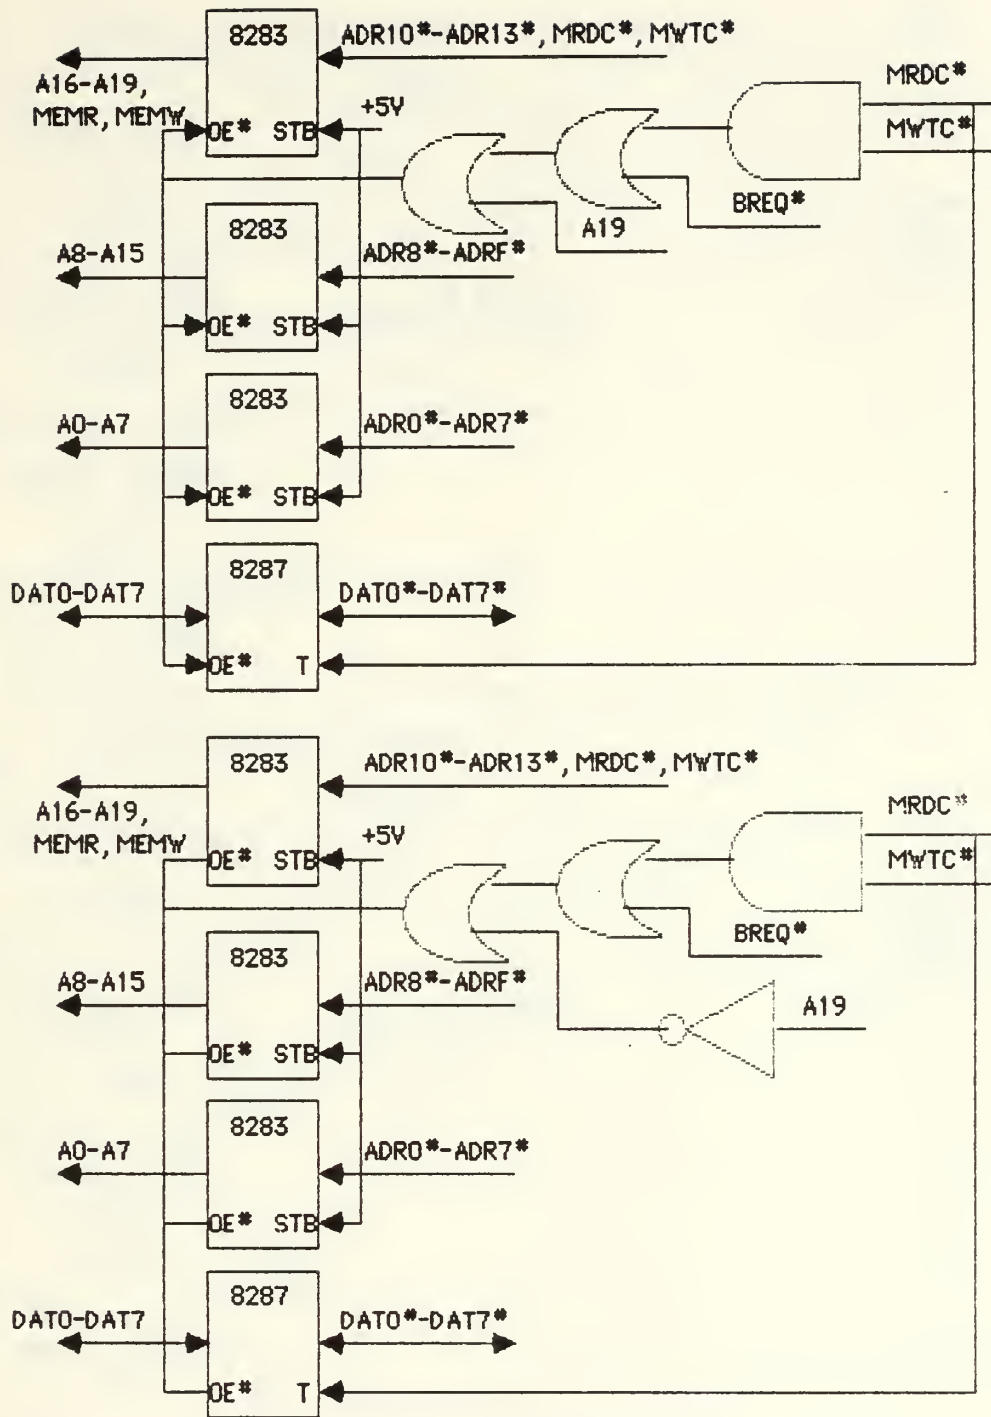 8283
ADR10*-ADR13*, MRDC*, MWTC*
A16-A19,
MEMR, MEMW
+5V
OE* STB
MRDC*
MWTC*
BREQ*
A19
8283
A8-A15
ADR8*-ADRF*
OE* STB
8283
A0-A7
ADR0*-ADR7*
OE* STB
8287
DAT0-DAT7
DAT0*-DAT7*
OE* T
8283
ADR10*-ADR13*, MRDC*, MWTC*
A16-A19,
MEMR, MEMW
+5V
OE* STB
MRDC*
MWTC*
BREQ*
A19
8283
A8-A15
ADR8*-ADRF*
OE* STB
8283
A0-A7
ADR0*-ADR7*
OE* STB
8287
DAT0-DAT7
DAT0*-DAT7*
OE* T